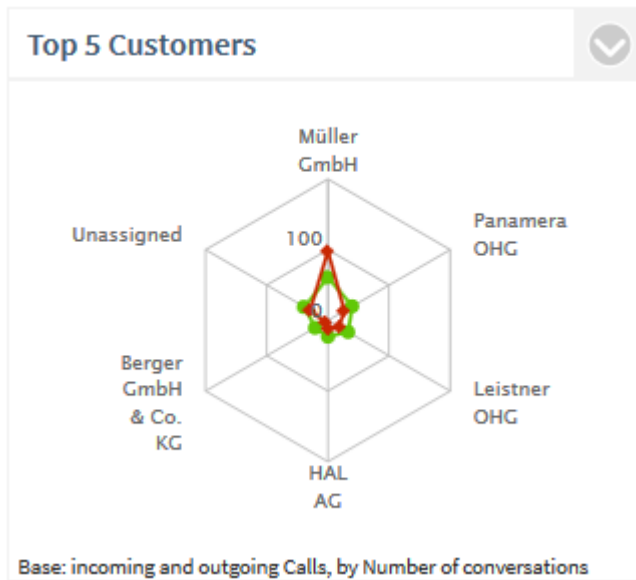 Top 5 Customers
Müller
GmbH
Panamera
OHG
Unassigned
100
0
Berger
GmbH
& Co.
KG
Leistner
OHG
HAL
AG
Base: incoming and outgoing Calls, by Number of conversations